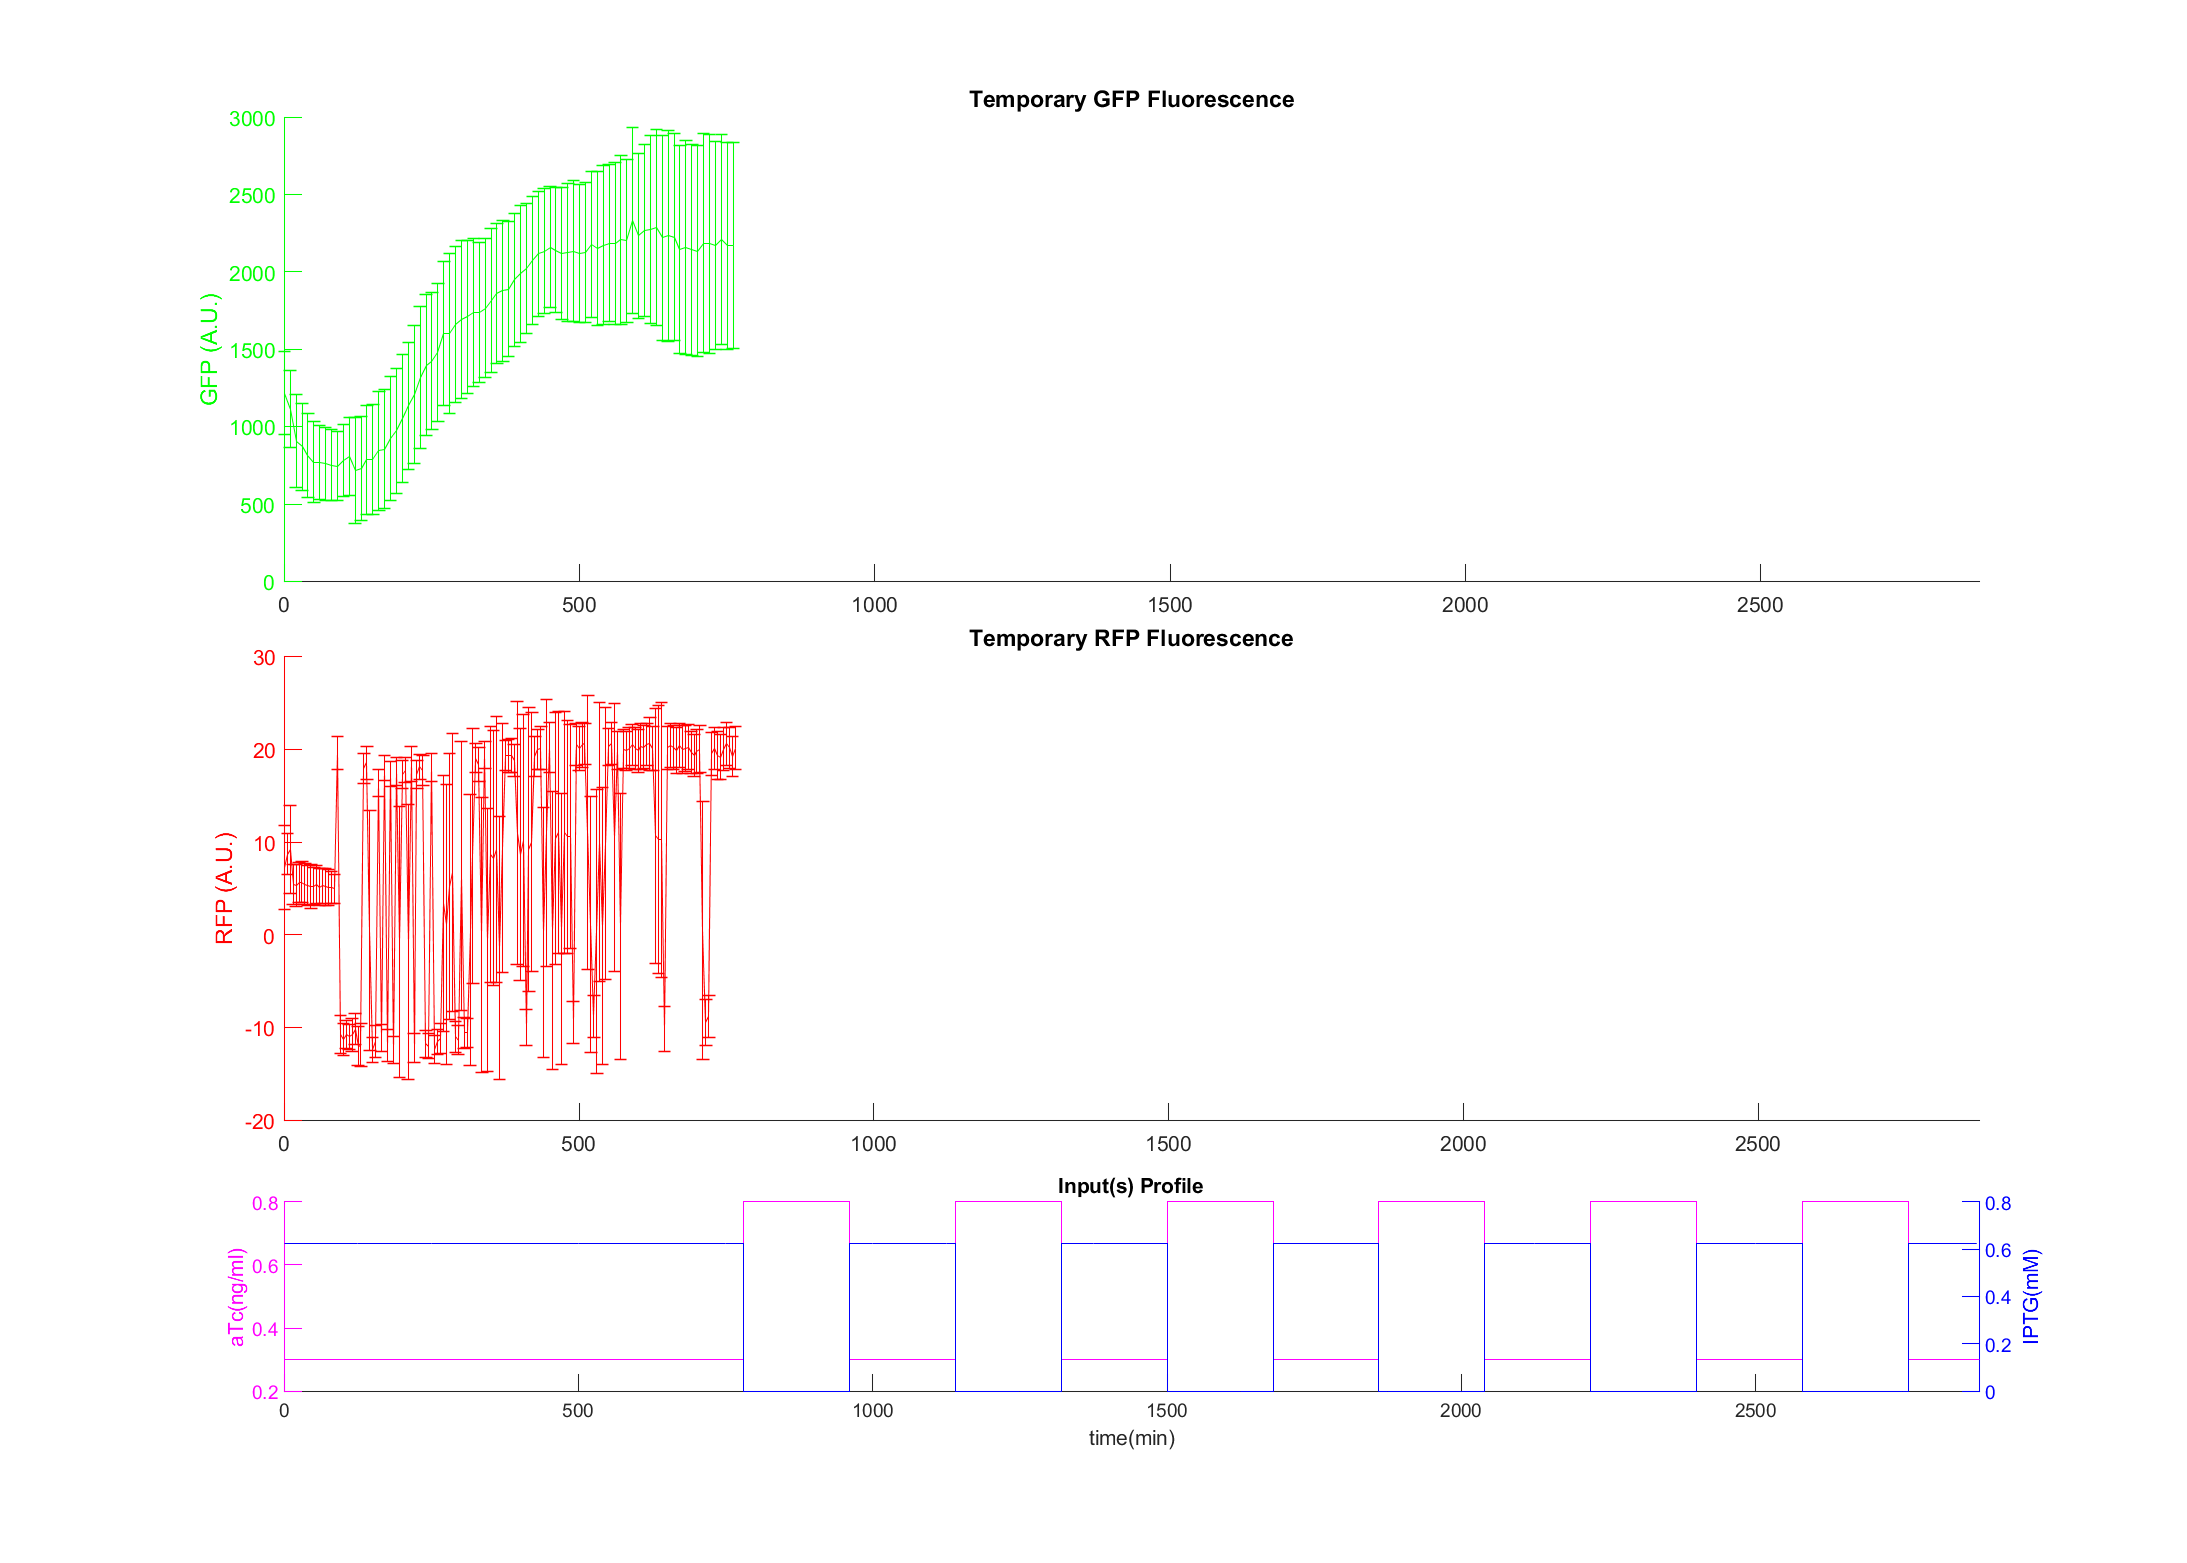 Temporary GFP Fluorescence
GFP (A.U.)
3000
2500
2000
1500
1000
500
0
0 500 1000 1500 2000 2500
Temporary RFP Fluorescence
RFP (A.U.)
30
20
10
0
-10
-20
0 500 1000 1500 2000 2500
Input(s) Profile
aTc(ng/ml)
0.8
0.6
0.4
0.2
IPTG(mM)
0.8
0.6
0.4
0.2
0
0 500 1000 1500 2000 2500
time(min)